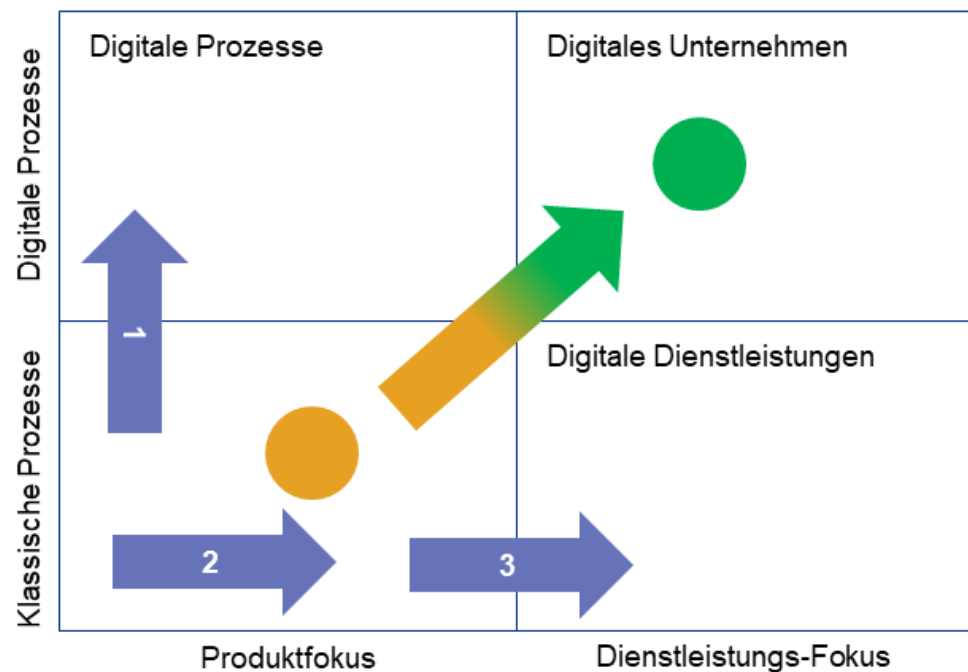 Digitale Prozesse
Digitales Unternehmen
Digitale Prozesse
1
Digitale Dienstleistungen
Klassische Prozesse
2
3
Produktfokus
Dienstleistungs-Fokus